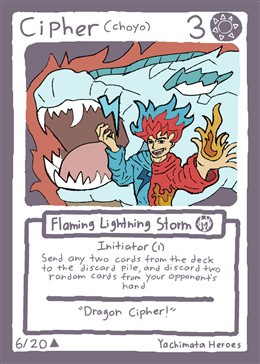 Cipher (choyo) 3
Flaming Lightning Storm
Initiator (1)
Send any two cards from the deck
to the discard pile, and discard two
random cards from your opponent's
hand
"Dragon Cipher!"
6/20 Yachimata Heroes